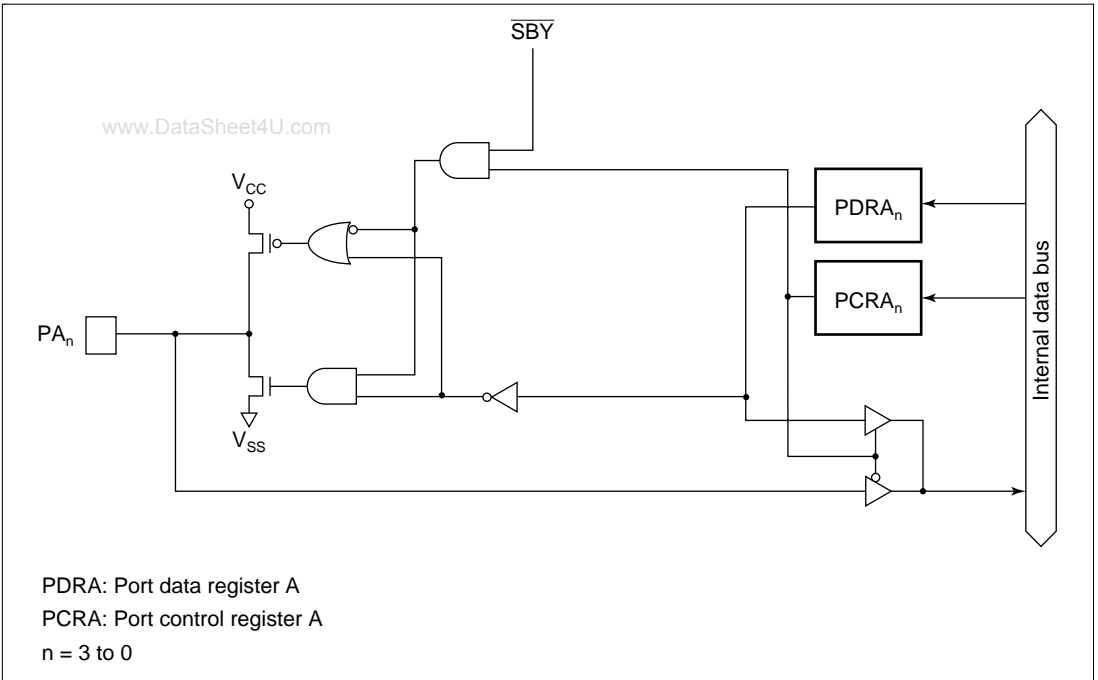 SBY
www.DataSheet4U.com
VCC
PDRAn
PCRAn
PAn
VSS
Internal data bus
PDRA: Port data register A
PCRA: Port control register A
n = 3 to 0